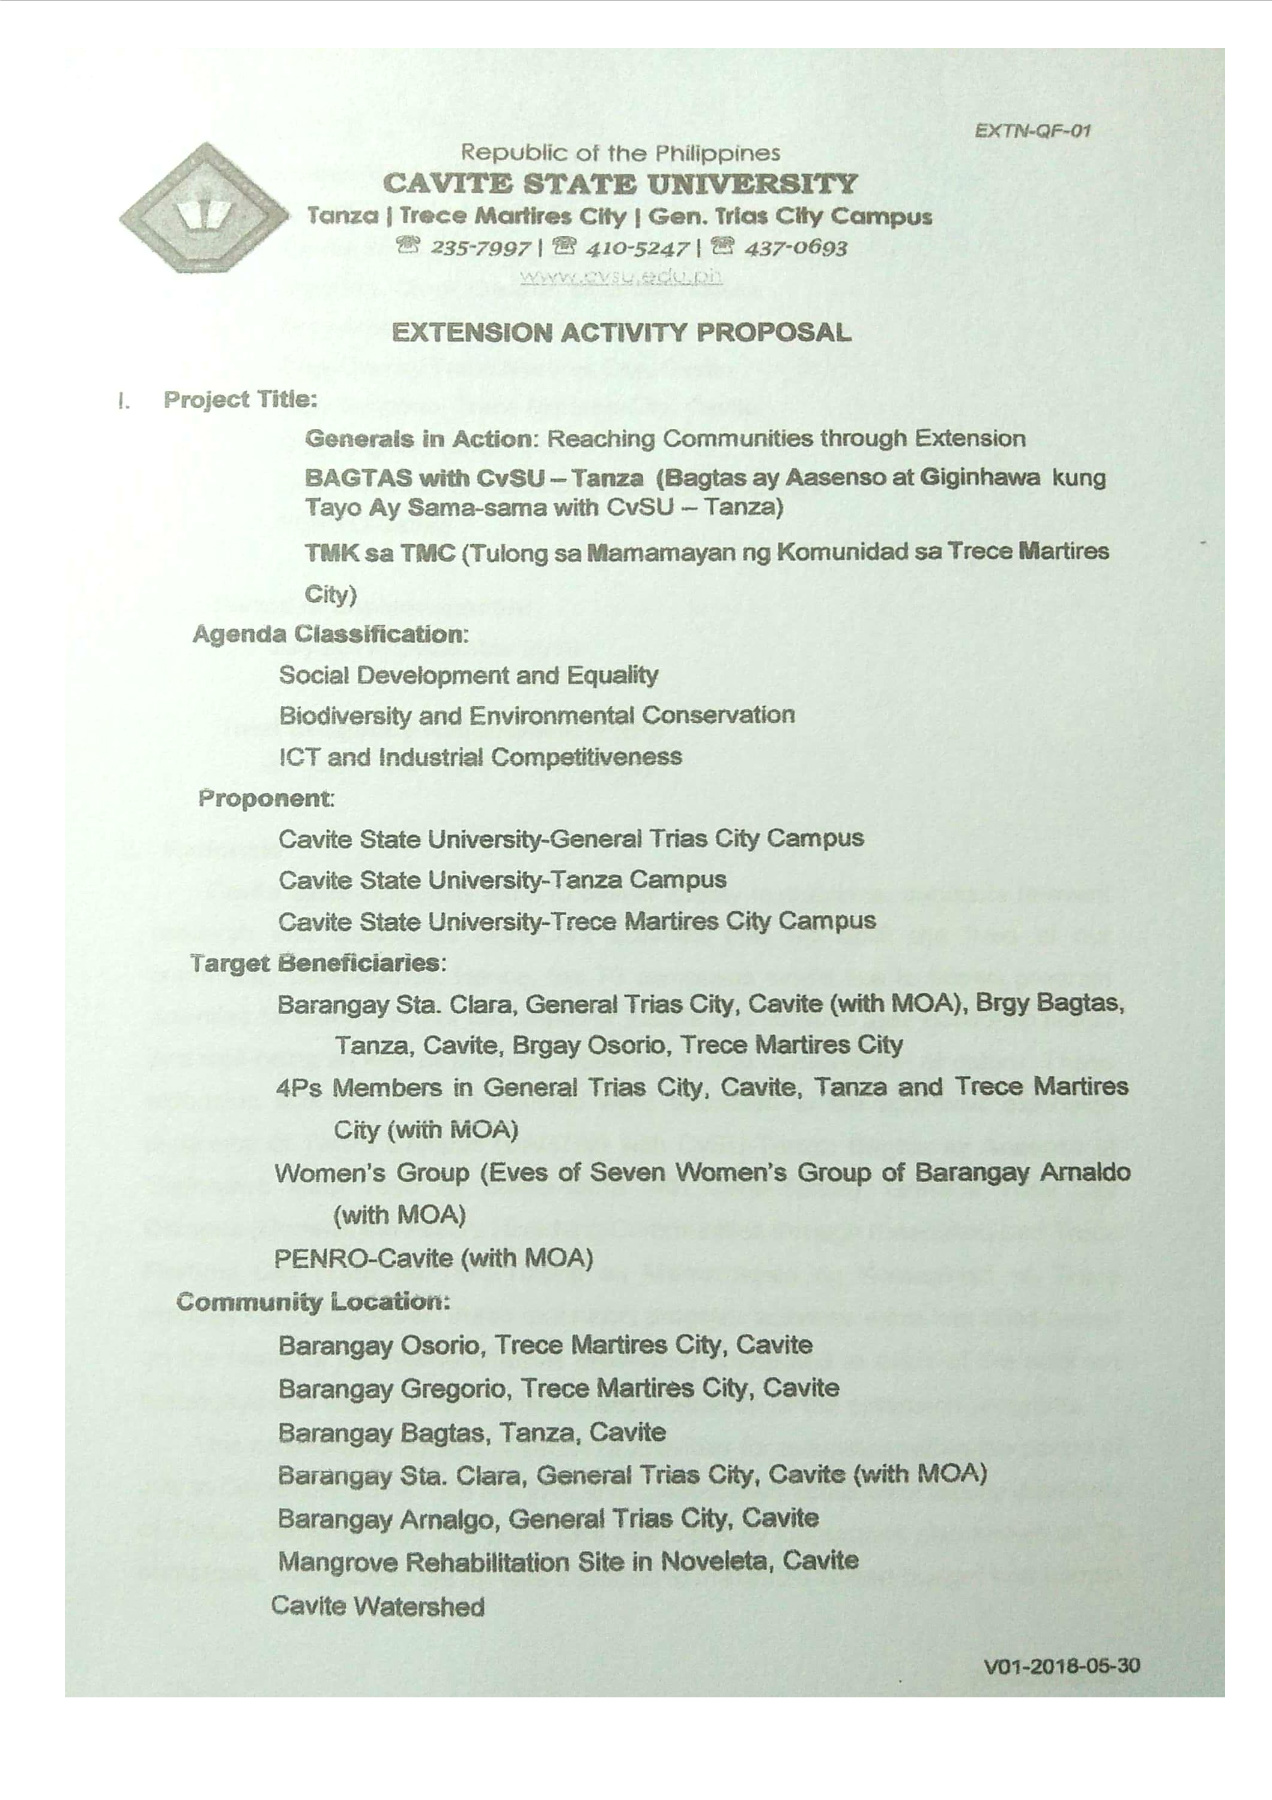 EXTN-QF-01
Republic of the Philippines
CAVITE STATE UNIVERSITY
Tanza | Trece Martires City | Gen. Trias City Campus
☏ 235-7997 | ☏ 410-5247 | ☏ 437-0693
www.cvsu.edu.ph
EXTENSION ACTIVITY PROPOSAL
I. Project Title:
Generals in Action: Reaching Communities through Extension
BAGTAS with CvSU – Tanza (Bagtas ay Aasenso at Giginhawa kung
Tayo Ay Sama-sama with CvSU – Tanza)
TMK sa TMC (Tulong sa Mamamayan ng Komunidad sa Trece Martires
City)
Agenda Classification:
Social Development and Equality
Biodiversity and Environmental Conservation
ICT and Industrial Competitiveness
Proponent:
Cavite State University-General Trias City Campus
Cavite State University-Tanza Campus
Cavite State University-Trece Martires City Campus
Target Beneficiaries:
Barangay Sta. Clara, General Trias City, Cavite (with MOA), Brgy Bagtas,
Tanza, Cavite, Brgay Osorio, Trece Martires City
4Ps Members in General Trias City, Cavite, Tanza and Trece Martires
City (with MOA)
Women's Group (Eves of Seven Women's Group of Barangay Arnaldo
(with MOA)
PENRO-Cavite (with MOA)
Community Location:
Barangay Osorio, Trece Martires City, Cavite
Barangay Gregorio, Trece Martires City, Cavite
Barangay Bagtas, Tanza, Cavite
Barangay Sta. Clara, General Trias City, Cavite (with MOA)
Barangay Arnalgo, General Trias City, Cavite
Mangrove Rehabilitation Site in Noveleta, Cavite
Cavite Watershed
V01-2018-05-30